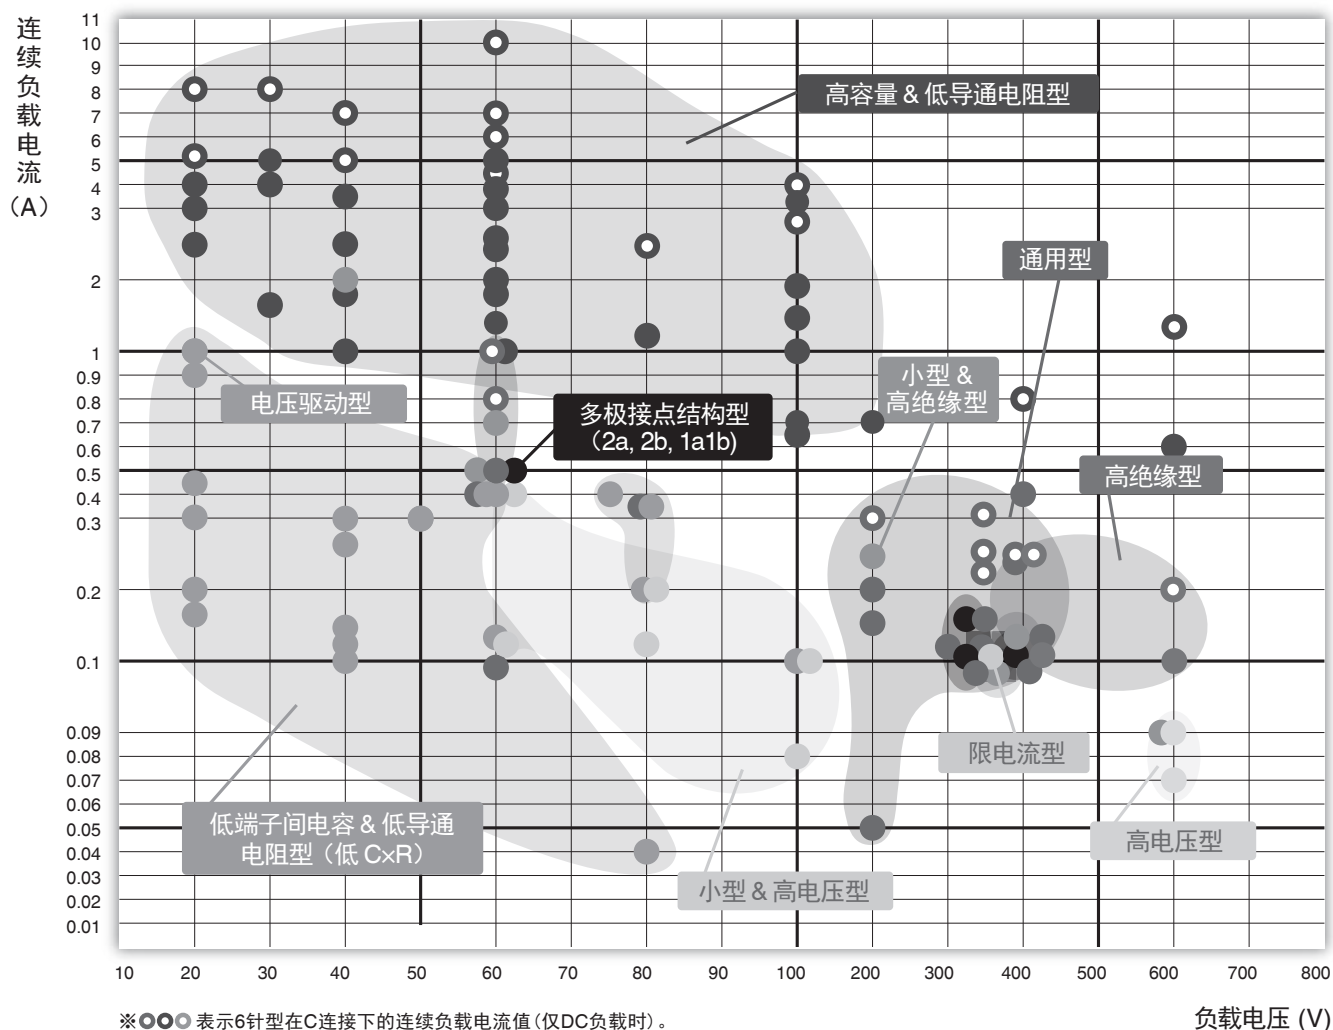 连续负载电流
（A）
11
10
9
8
7
6
5
4
3
2
1
0.9
0.8
0.7
0.6
0.5
0.4
0.3
0.2
0.1
0.09
0.08
0.07
0.06
0.05
0.04
0.03
0.02
0.01
高容量 & 低导通电阻型
通用型
小型 &
高绝缘型
电压驱动型
多极接点结构型
（2a, 2b, 1a1b）
高绝缘型
限电流型
低端子间电容 & 低导通
电阻型（低 C×R）
高电压型
小型 & 高电压型
10 20 30 40 50 60 70 80 90 100 200 300 400 500 600 700 800
※ 表示6针型在C连接下的连续负载电流值（仅DC负载时）。
负载电压 (V)